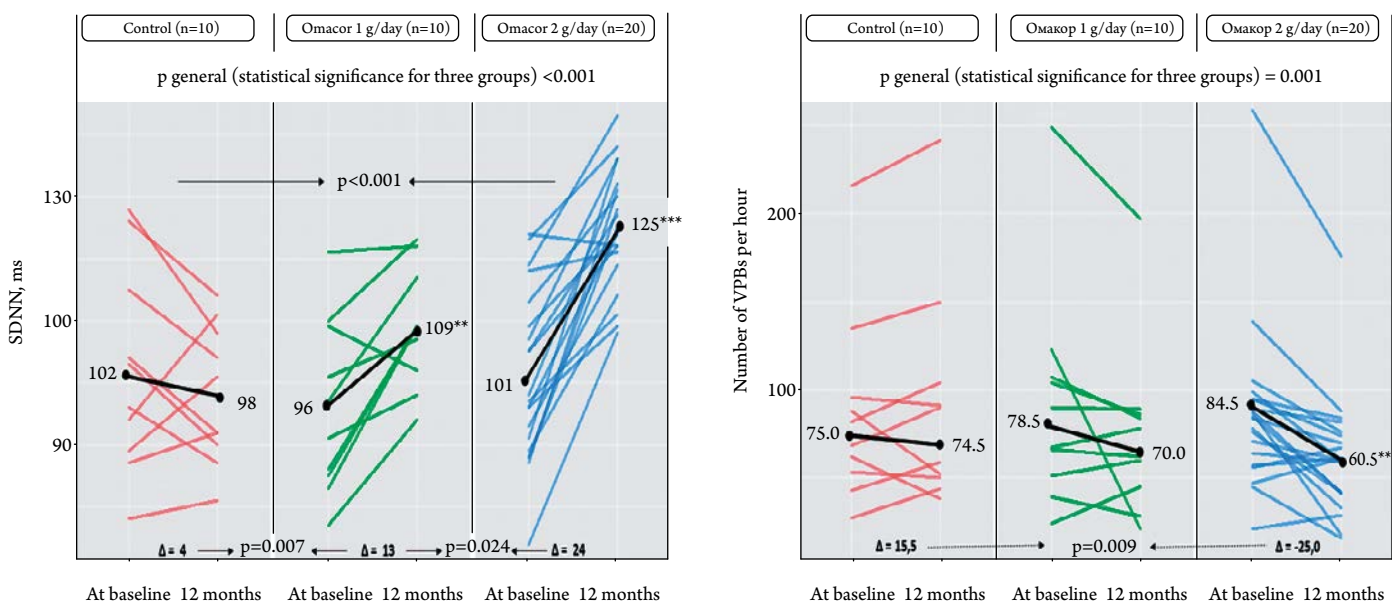 Control (n=10) Omacor 1 g/day (n=10) Omacor 2 g/day (n=20)
p general (statistical significance for three groups) <0.001
SDNN, ms
130
100
90
p<0.001
102
98
96
109**
101
125***
Δ = 4 p=0.007 Δ = 13 p=0.024 Δ = 24
At baseline 12 months At baseline 12 months At baseline 12 months
Control (n=10) Омакор 1 g/day (n=10) Омакор 2 g/day (n=20)
p general (statistical significance for three groups) = 0.001
Number of VPBs per hour
200
100
75.0
74.5
78.5
70.0
84.5
60.5**
Δ = 15,5 p=0.009 Δ = -25,0
At baseline 12 months At baseline 12 months At baseline 12 months